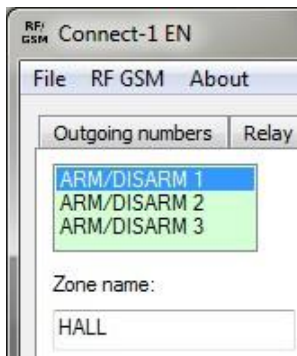 RF/
GSM Connect-1 EN
File RF GSM About
Outgoing numbers Relay
ARM/DISARM 1
ARM/DISARM 2
ARM/DISARM 3
Zone name:
HALL